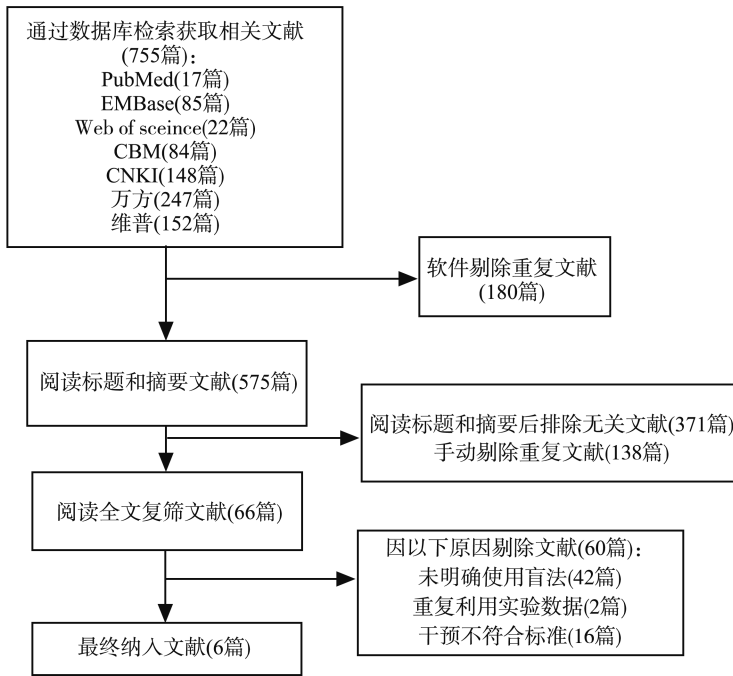 通过数据库检索获取相关文献
(755篇)：
PubMed(17篇)
EMBase(85篇)
Web of sceince(22篇)
CBM(84篇)
CNKI(148篇)
万方(247篇)
维普(152篇)
软件剔除重复文献
(180篇)
阅读标题和摘要文献(575篇)
阅读标题和摘要后排除无关文献(371篇)
手动剔除重复文献(138篇)
阅读全文复筛文献(66篇)
因以下原因剔除文献(60篇)：
未明确使用盲法(42篇)
重复利用实验数据(2篇)
干预不符合标准(16篇)
最终纳入文献(6篇)